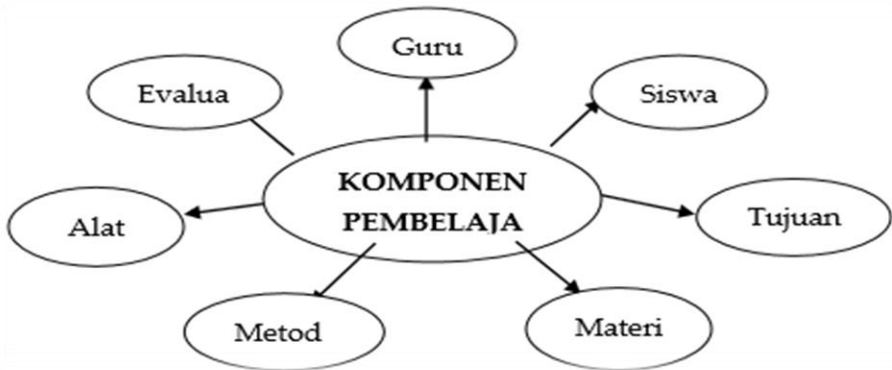 Guru
Evalua
Siswa
KOMPONEN
PEMBELAJA
Alat
Tujuan
Metod
Materi